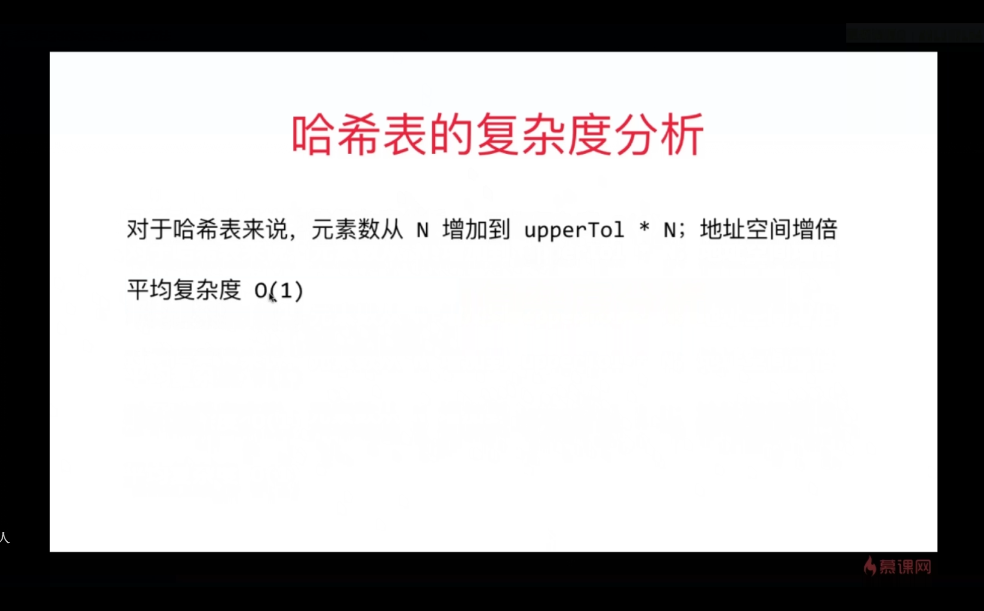 哈希表的复杂度分析
对于哈希表来说，元素数从 N 增加到 upperTol * N；地址空间增倍
平均复杂度 O(1)
人
慕课网